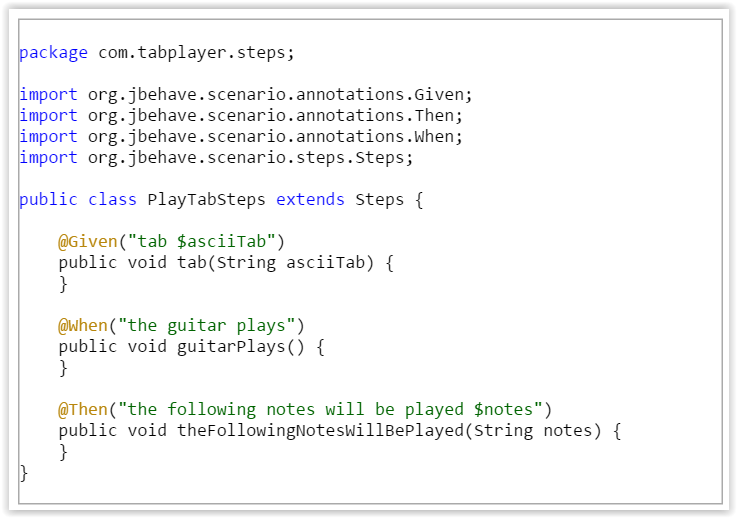 package com.tabplayer.steps;
import org.jbehave.scenario.annotations.Given;
import org.jbehave.scenario.annotations.Then;
import org.jbehave.scenario.annotations.When;
import org.jbehave.scenario.steps.Steps;
public class PlayTabSteps extends Steps {
@Given("tab $asciiTab")
public void tab(String asciiTab) {
}
@When("the guitar plays")
public void guitarPlays() {
}
@Then("the following notes will be played $notes")
public void theFollowingNotesWillBePlayed(String notes) {
}
}